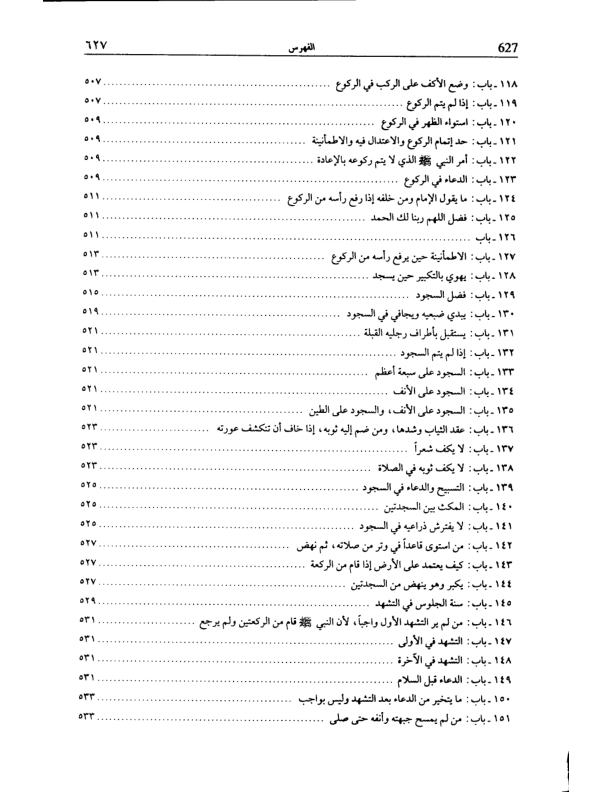 627 الفهرس ٦٢٧
١١٨ ـ باب: وضع الأكف على الركب في الركوع ........ ٥٠٧
١١٩ ـ باب: إذا لم يتم الركوع ........ ٥٠٧
١٢٠ ـ باب: استواء الظهر في الركوع ........ ٥٠٩
١٢١ ـ باب: حد إتمام الركوع والاعتدال فيه والاطمأنينة ........ ٥٠٩
١٢٢ ـ باب: أمر النبي ﷺ الذي لا يتم ركوعه بالإعادة ........ ٥٠٩
١٢٣ ـ باب: الدعاء في الركوع ........ ٥٠٩
١٢٤ ـ باب: ما يقول الإمام ومن خلفه إذا رفع رأسه من الركوع ........ ٥١١
١٢٥ ـ باب: فضل اللهم ربنا لك الحمد ........ ٥١١
١٢٦ ـ باب ........ ٥١١
١٢٧ ـ باب: الاطمأنينة حين يرفع رأسه من الركوع ........ ٥١٣
١٢٨ ـ باب: يهوي بالتكبير حين يسجد ........ ٥١٣
١٢٩ ـ باب: فضل السجود ........ ٥١٥
١٣٠ ـ باب: يبدي ضبعيه ويجافي في السجود ........ ٥١٩
١٣١ ـ باب: يستقبل بأطراف رجليه القبلة ........ ٥٢١
١٣٢ ـ باب: إذا لم يتم السجود ........ ٥٢١
١٣٣ ـ باب: السجود على سبعة أعظم ........ ٥٢١
١٣٤ ـ باب: السجود على الأنف ........ ٥٢١
١٣٥ ـ باب: السجود على الأنف، والسجود على الطين ........ ٥٢١
١٣٦ ـ باب: عقد الثياب وشدها، ومن ضم إليه ثوبه، إذا خاف أن تنكشف عورته ........ ٥٢٣
١٣٧ ـ باب: لا يكف شعراً ........ ٥٢٣
١٣٨ ـ باب: لا يكف ثوبه في الصلاة ........ ٥٢٣
١٣٩ ـ باب: التسبيح والدعاء في السجود ........ ٥٢٥
١٤٠ ـ باب: المكث بين السجدتين ........ ٥٢٥
١٤١ ـ باب: لا يفترش ذراعيه في السجود ........ ٥٢٥
١٤٢ ـ باب: من استوى قاعداً في وتر من صلاته، ثم نهض ........ ٥٢٧
١٤٣ ـ باب: كيف يعتمد على الأرض إذا قام من الركعة ........ ٥٢٧
١٤٤ ـ باب: يكبر وهو ينهض من السجدتين ........ ٥٢٧
١٤٥ ـ باب: سنة الجلوس في التشهد ........ ٥٢٩
١٤٦ ـ باب: من لم ير التشهد الأول واجباً، لأن النبي ﷺ قام من الركعتين ولم يرجع ........ ٥٣١
١٤٧ ـ باب: التشهد في الأولى ........ ٥٣١
١٤٨ ـ باب: التشهد في الآخرة ........ ٥٣١
١٤٩ ـ باب: الدعاء قبل السلام ........ ٥٣١
١٥٠ ـ باب: ما يتخير من الدعاء بعد التشهد وليس بواجب ........ ٥٣٣
١٥١ ـ باب: من لم يمسح جبهته وأنفه حتى صلى ........ ٥٣٣